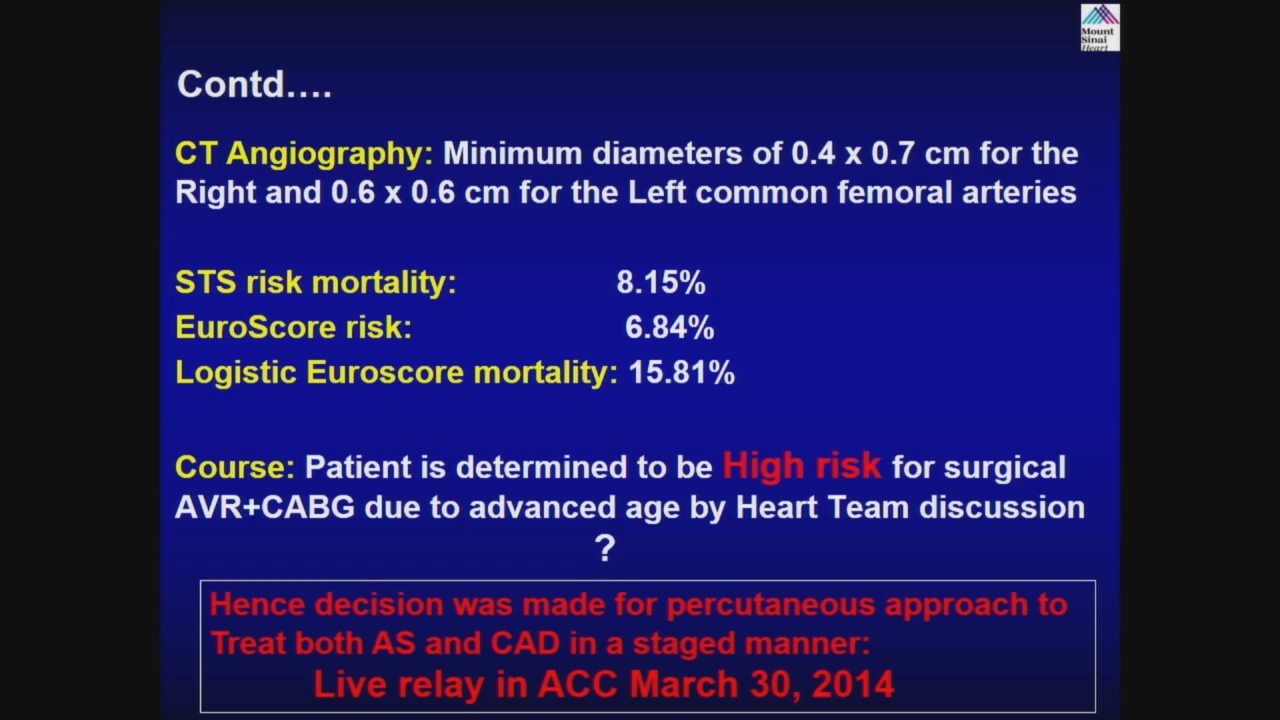 Mount
Sinai
Heart
Contd….
CT Angiography: Minimum diameters of 0.4 x 0.7 cm for the
Right and 0.6 x 0.6 cm for the Left common femoral arteries
STS risk mortality: 8.15%
EuroScore risk: 6.84%
Logistic Euroscore mortality: 15.81%
Course: Patient is determined to be High risk for surgical
AVR+CABG due to advanced age by Heart Team discussion
?
Hence decision was made for percutaneous approach to
Treat both AS and CAD in a staged manner:
Live relay in ACC March 30, 2014